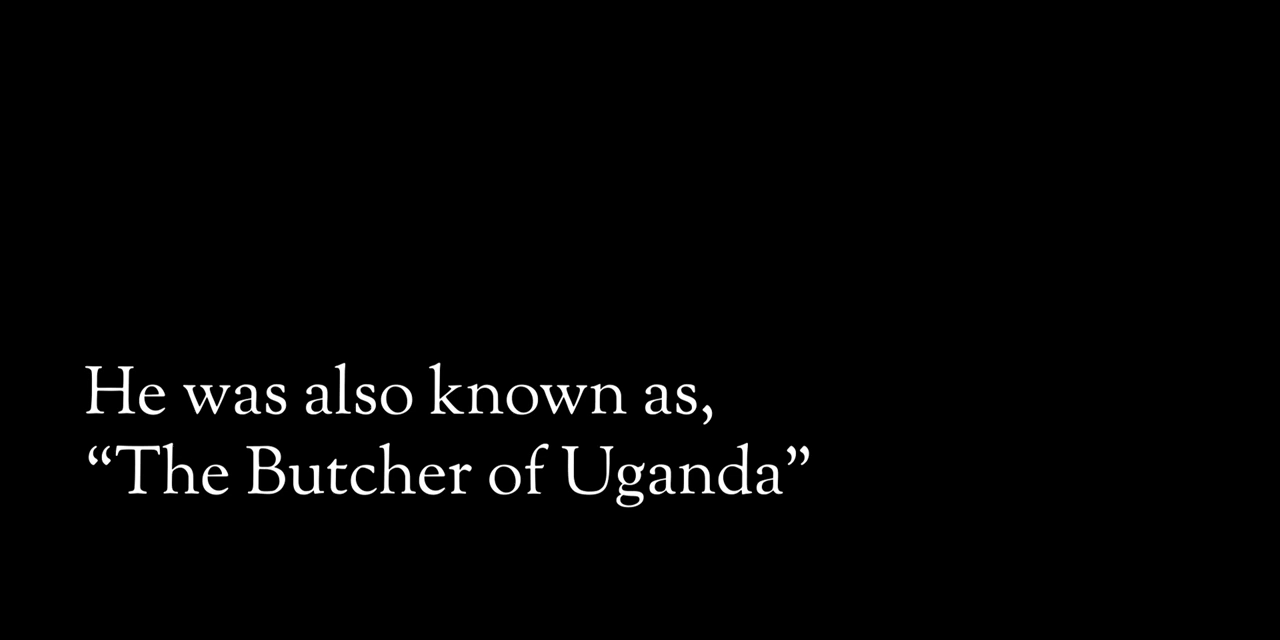 He was also known as,
“The Butcher of Uganda”